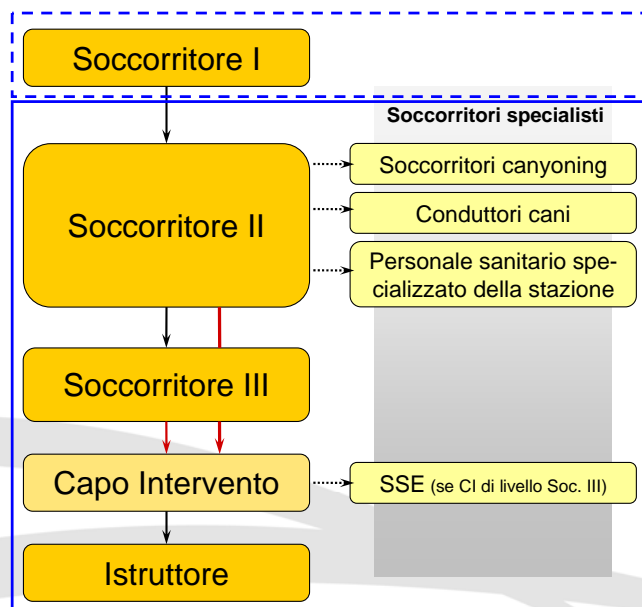 Soccorritore I
Soccorritori specialisti
Soccorritore II
Soccorritori canyoning
Conduttori cani
Personale sanitario spe-
cializzato della stazione
Soccorritore III
Capo Intervento
SSE (se CI di livello Soc. III)
Istruttore